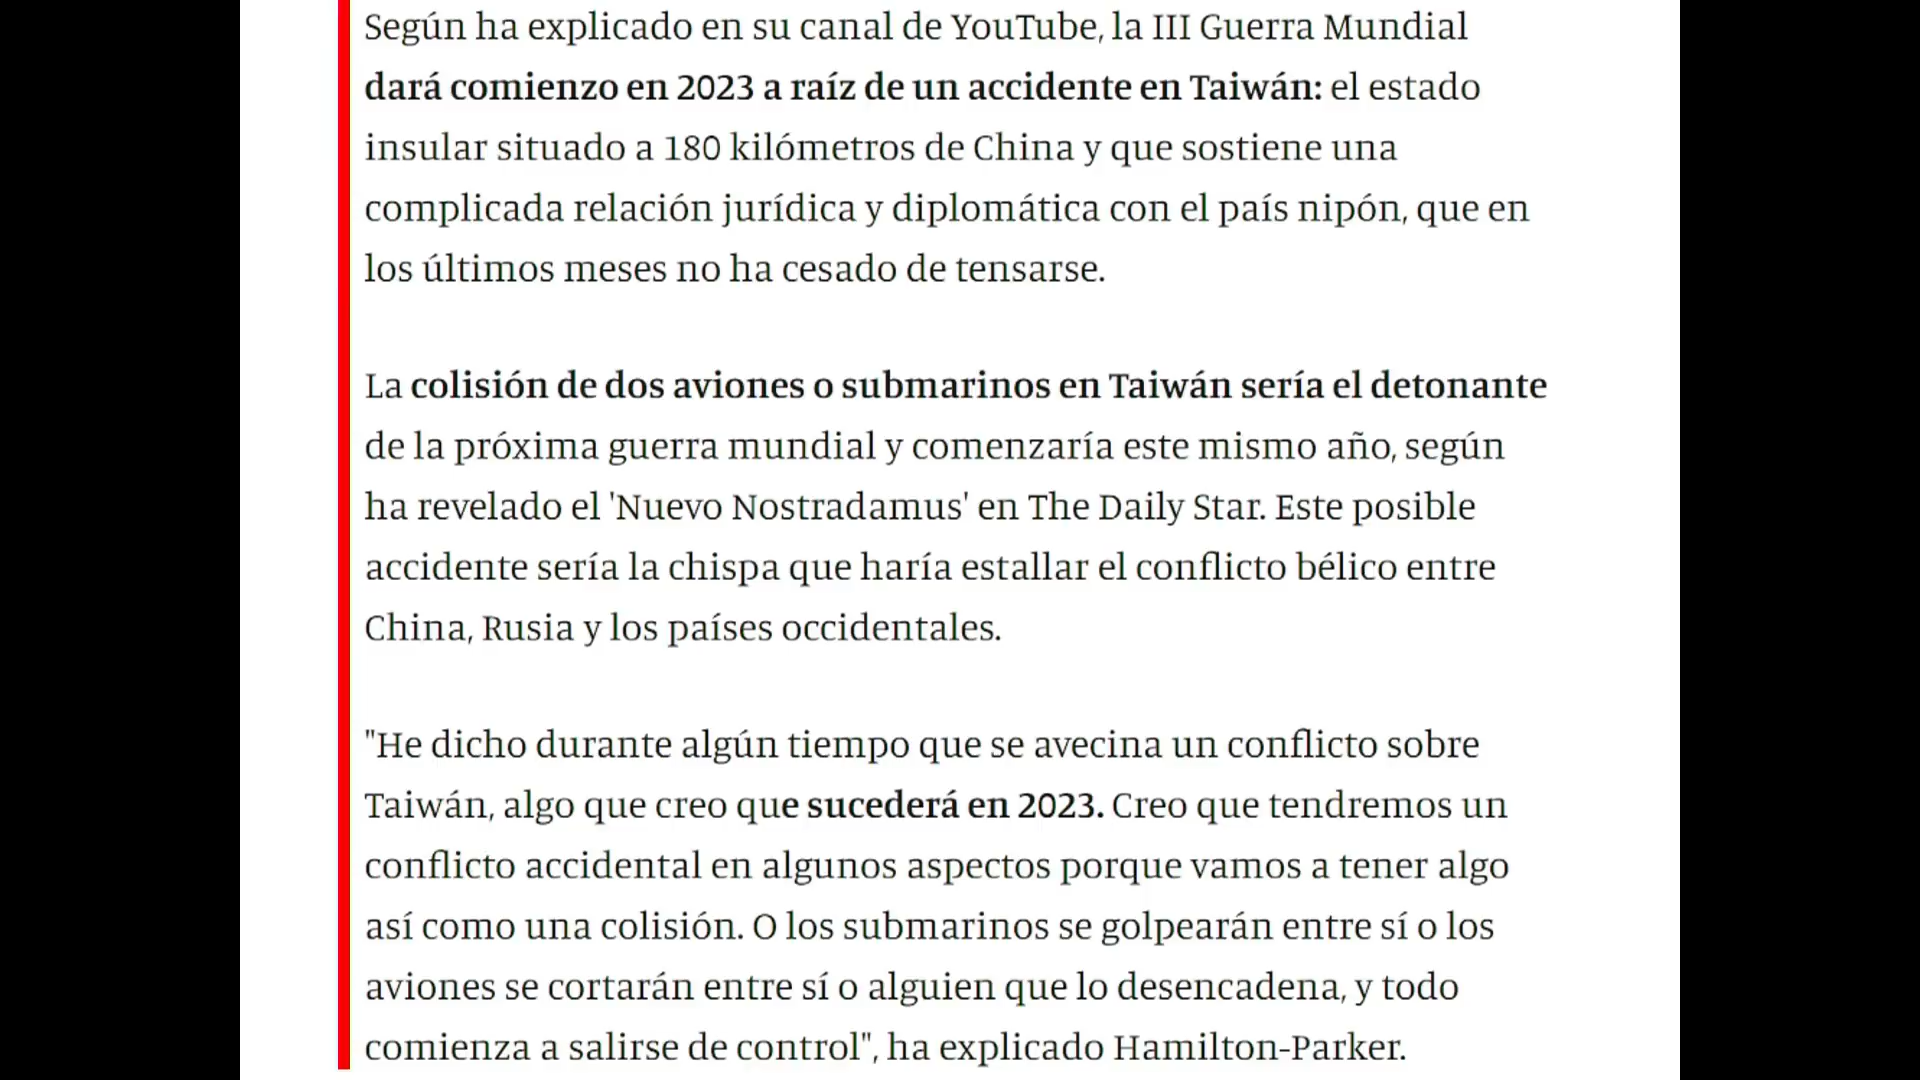 Según ha explicado en su canal de YouTube, la III Guerra Mundial
dará comienzo en 2023 a raíz de un accidente en Taiwán: el estado
insular situado a 180 kilómetros de China y que sostiene una
complicada relación jurídica y diplomática con el país nipón, que en
los últimos meses no ha cesado de tensarse.
La colisión de dos aviones o submarinos en Taiwán sería el detonante
de la próxima guerra mundial y comenzaría este mismo año, según
ha revelado el 'Nuevo Nostradamus' en The Daily Star. Este posible
accidente sería la chispa que haría estallar el conflicto bélico entre
China, Rusia y los países occidentales.
"He dicho durante algún tiempo que se avecina un conflicto sobre
Taiwán, algo que creo que sucederá en 2023. Creo que tendremos un
conflicto accidental en algunos aspectos porque vamos a tener algo
así como una colisión. O los submarinos se golpearán entre sí o los
aviones se cortarán entre sí o alguien que lo desencadena, y todo
comienza a salirse de control", ha explicado Hamilton-Parker.